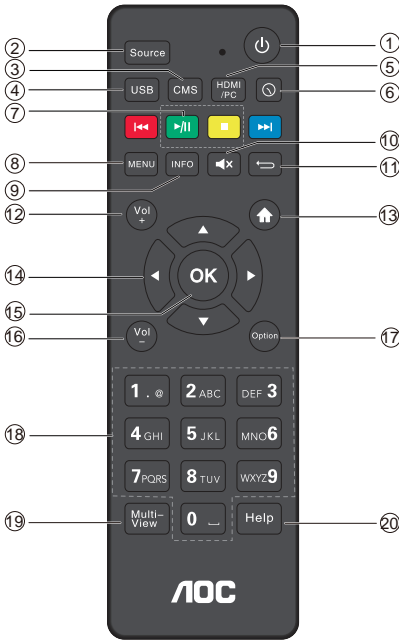 ①
②
Source
③
⑤
④
USB
CMS
HDMI
/PC
⑥
⑦
⑩
⑧
MENU
INFO
⑪
⑨
⑫
Vol
+
⑬
⑭
OK
⑮
⑯
Vol
−
Option
⑰
1 . @
2 ABC
DEF 3
4 GHI
5 JKL
MNO 6
⑱
7 PQRS
8 TUV
WXYZ 9
⑲
Multi–
View
0 ⎵
Help
⑳
AOC